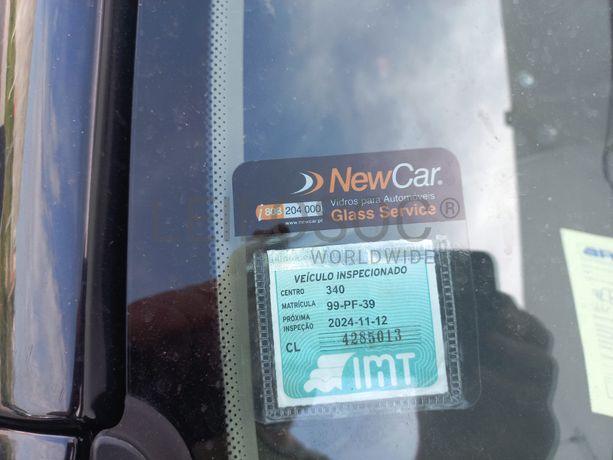 NewCar®
Vidros para Automóveis
808 204 000
Glass Service
www.newcar.pt
WORLDWIDE
VEÍCULO INSPECIONADO
CENTRO 340
MATRÍCULA 99-PF-39
PRÓXIMA INSPEÇÃO 2024-11-12
CL 4285013
IMT